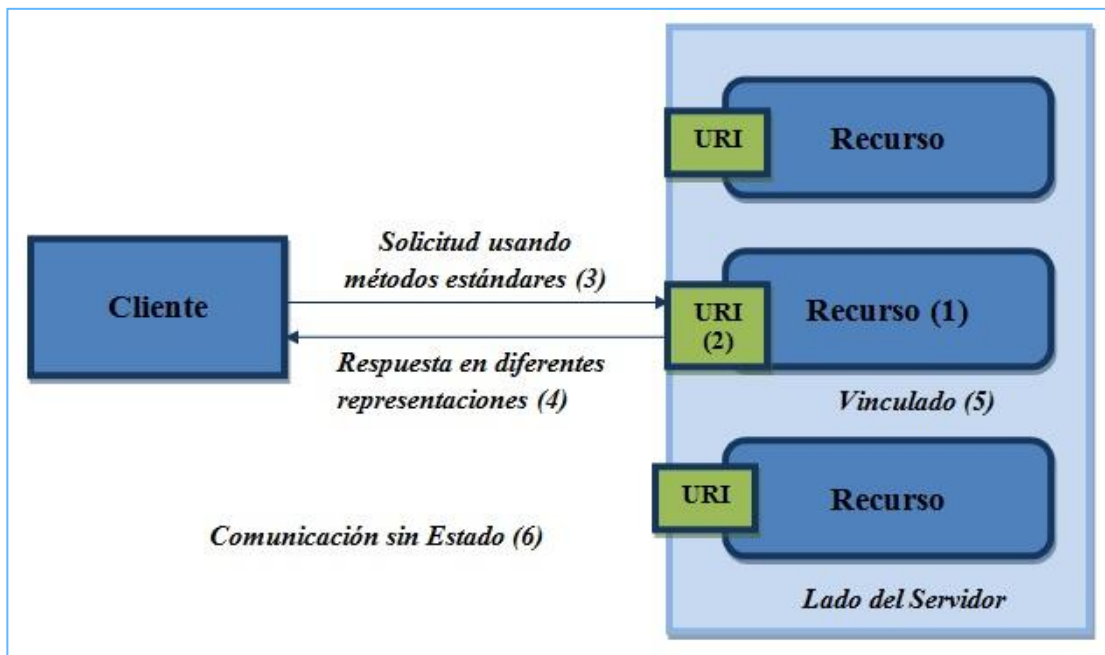 URI
Recurso
Solicitud usando
métodos estándares (3)
Cliente
URI
(2)
Recurso (1)
Respuesta en diferentes
representaciones (4)
Vinculado (5)
URI
Recurso
Comunicación sin Estado (6)
Lado del Servidor